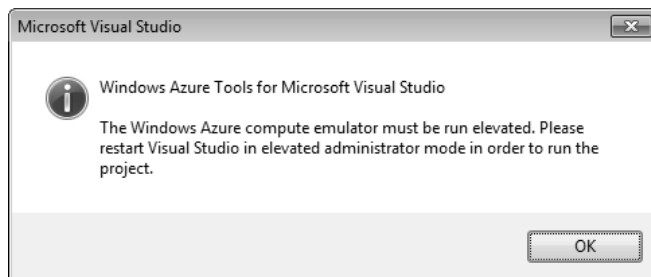 Microsoft Visual Studio
Windows Azure Tools for Microsoft Visual Studio
The Windows Azure compute emulator must be run elevated. Please
restart Visual Studio in elevated administrator mode in order to run the
project.
OK